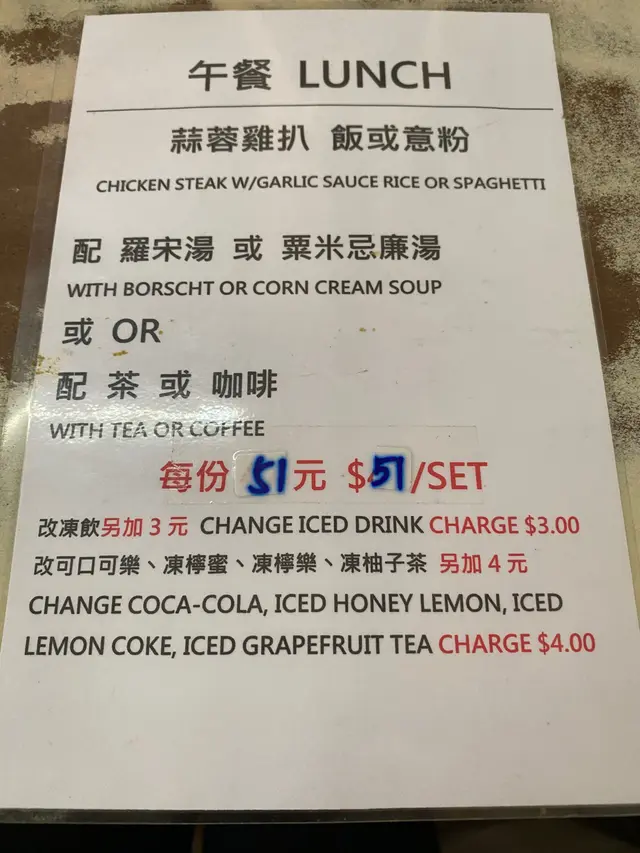 午餐 LUNCH
蒜蓉雞扒 飯或意粉
CHICKEN STEAK W/GARLIC SAUCE RICE OR SPAGHETTI
配 羅宋湯 或 粟米忌廉湯
WITH BORSCHT OR CORN CREAM SOUP
或 OR
配 茶 或 咖啡
WITH TEA OR COFFEE
每份 51元 $51/SET
改凍飲另加 3 元 CHANGE ICED DRINK CHARGE $3.00
改可口可樂、凍檸蜜、凍檸樂、凍柚子茶 另加 4 元
CHANGE COCA-COLA, ICED HONEY LEMON, ICED
LEMON COKE, ICED GRAPEFRUIT TEA CHARGE $4.00